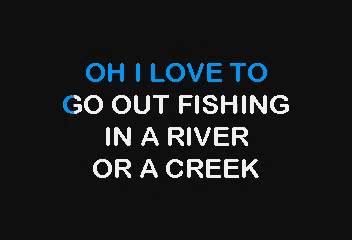 OH I LOVE TO
GO OUT FISHING
IN A RIVER
OR A CREEK